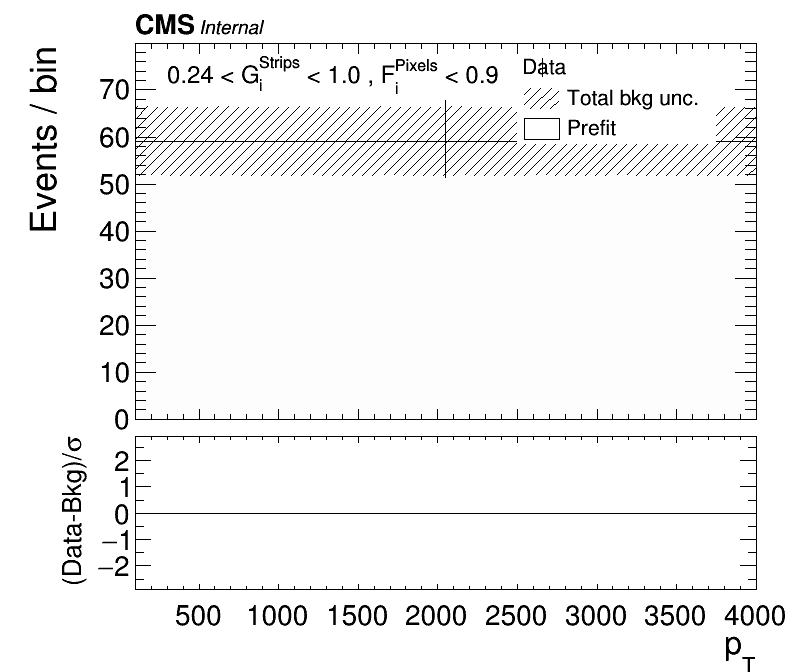 CMS Internal
0.24 < G_i^Strips < 1.0 , F_i^Pixels < 0.9
Data
Total bkg unc.
Prefit
Events / bin
70
60
50
40
30
20
10
0
(Data-Bkg)/σ
2
1
0
−1
−2
500 1000 1500 2000 2500 3000 3500 4000
p_T